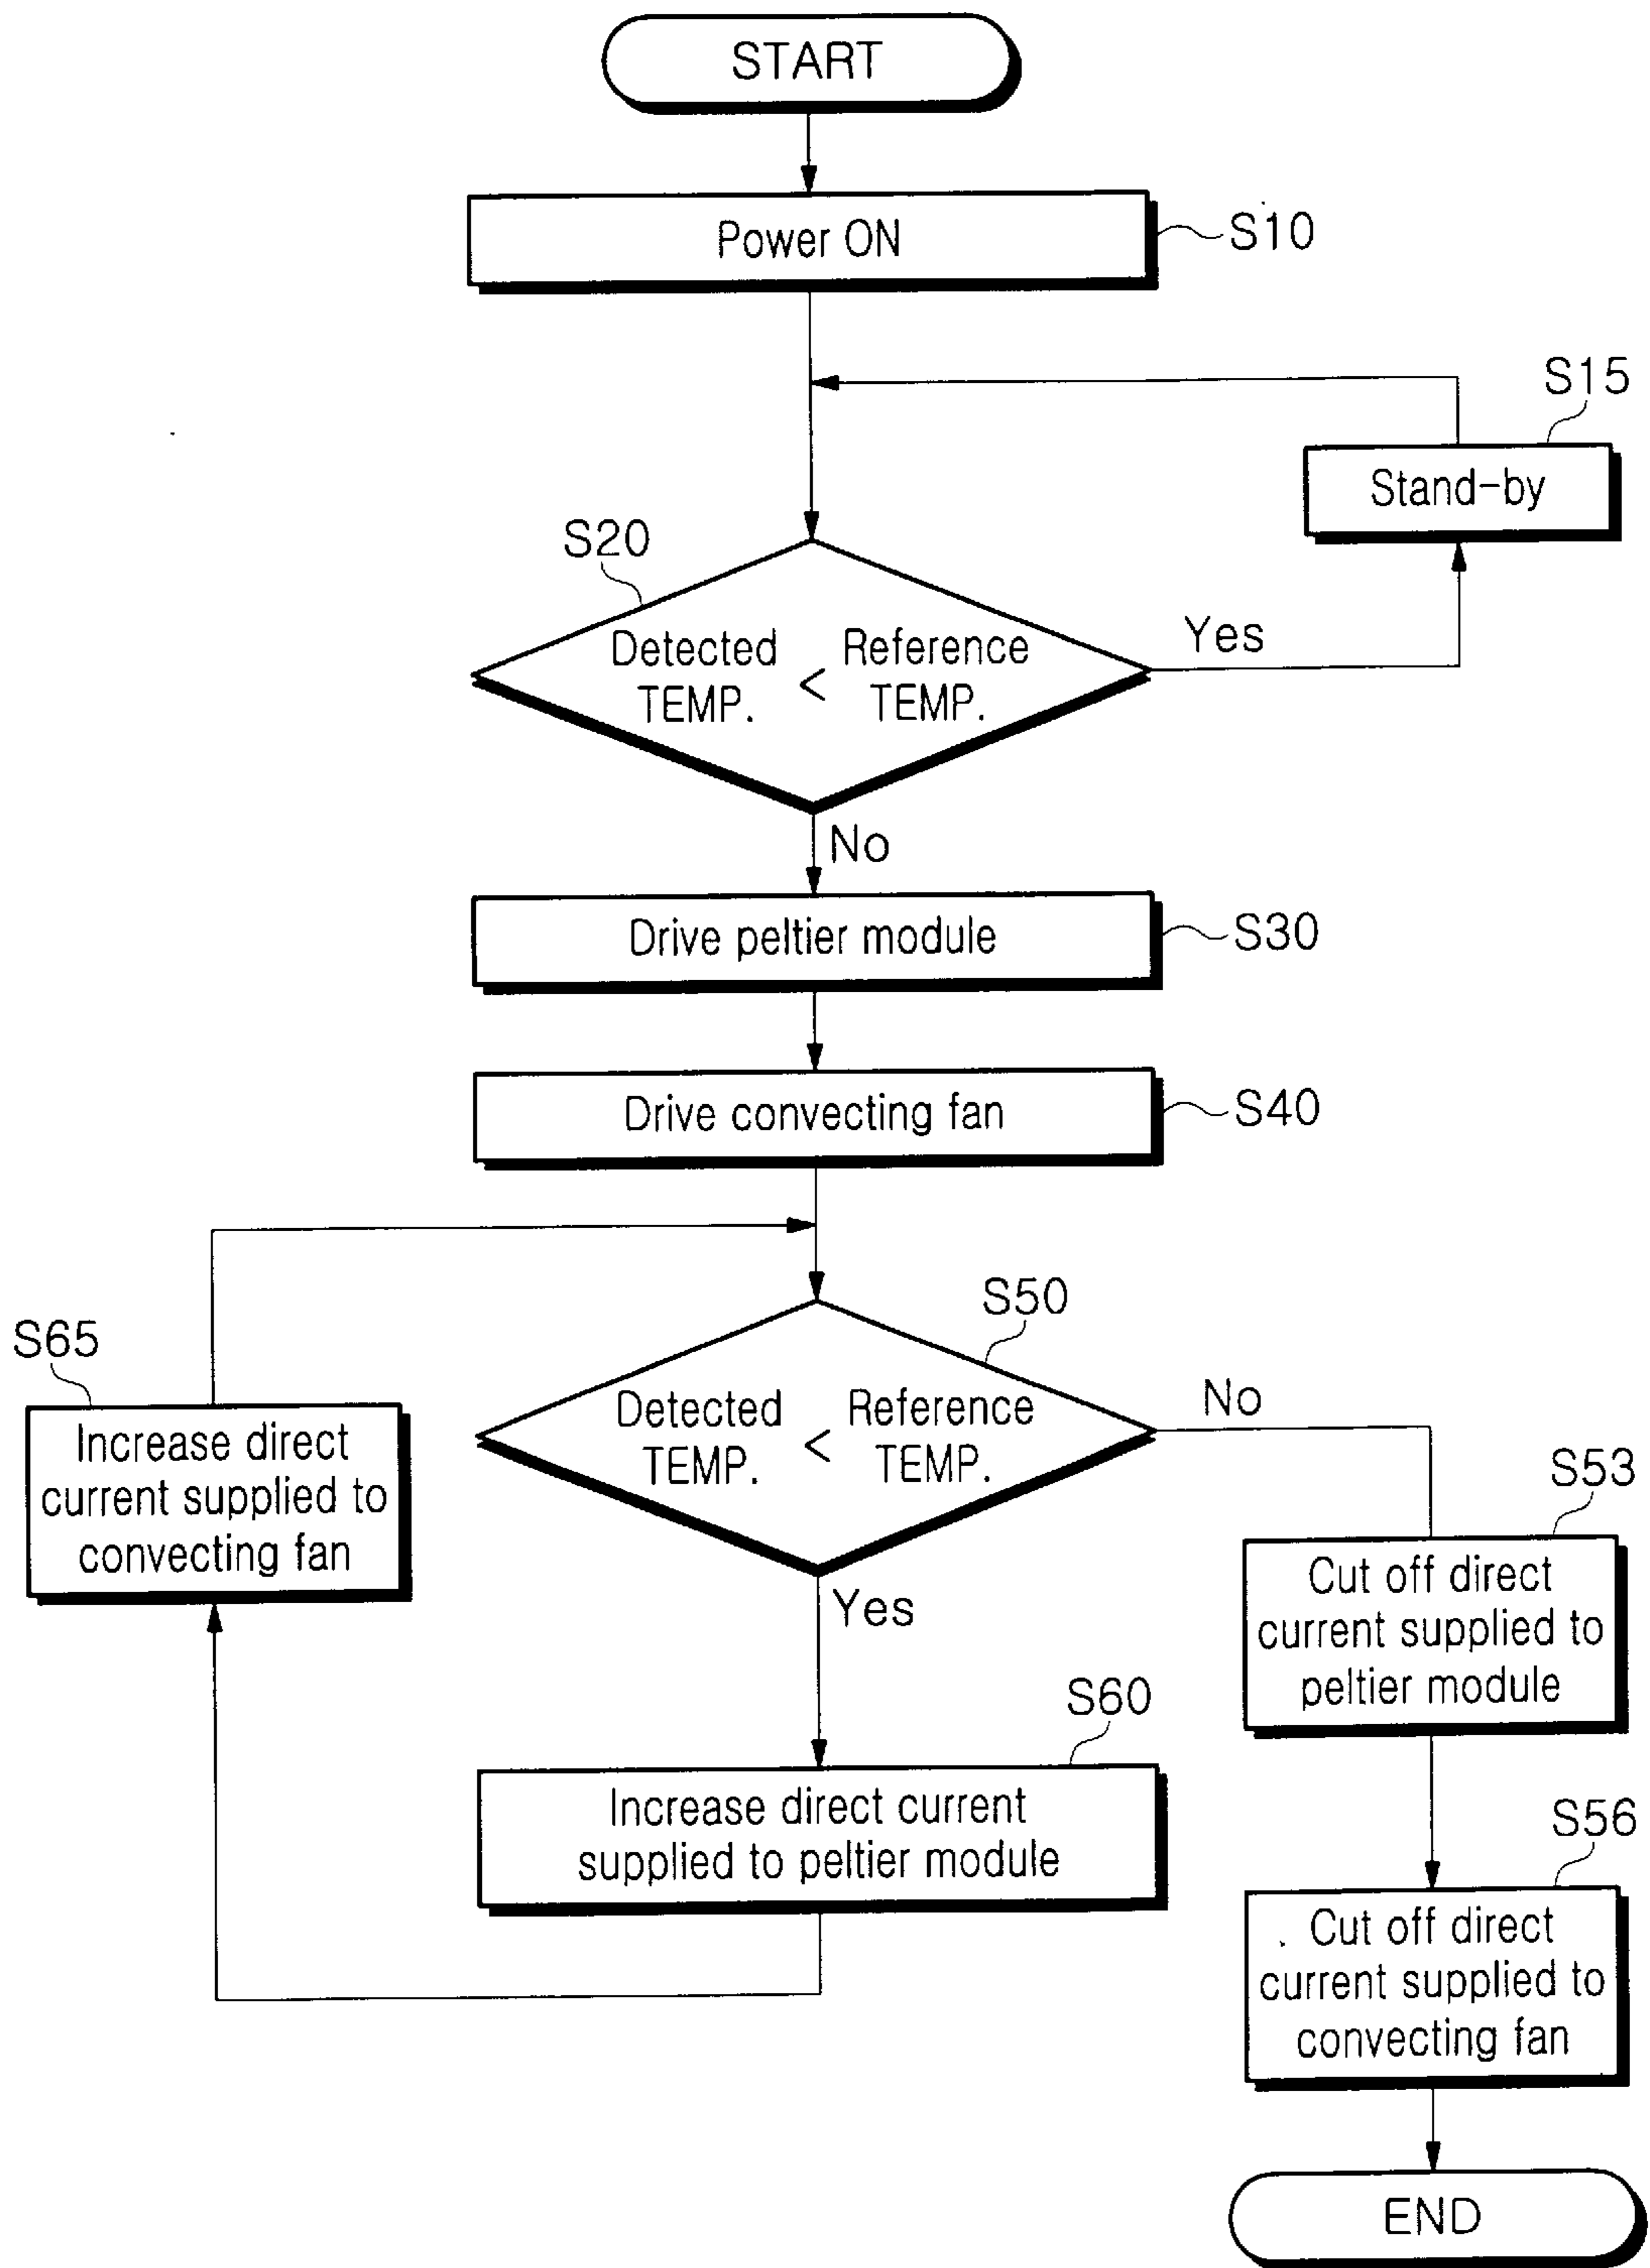 START
Power ON
S10
S15
Stand-by
S20
Detected TEMP. < Reference TEMP.
Yes
No
Drive peltier module
S30
Drive convecting fan
S40
S50
S65
Increase direct
current supplied to
convecting fan
Detected TEMP. < Reference TEMP.
No
Yes
S53
Cut off direct
current supplied to
peltier module
S60
Increase direct current
supplied to peltier module
S56
Cut off direct
current supplied to
convecting fan
END